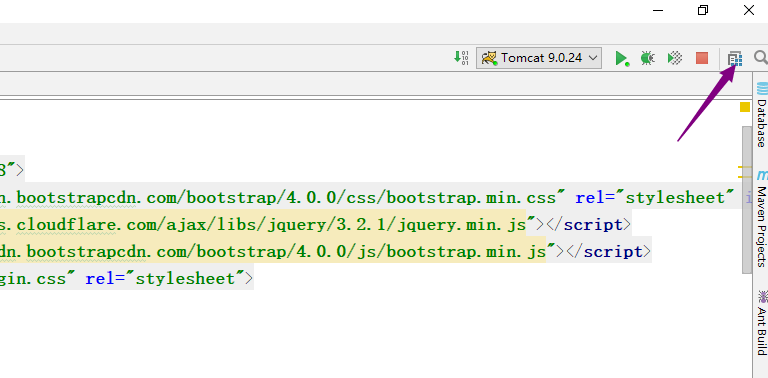 Tomcat 9.0.24
8">
n.bootstrapcdn.com/bootstrap/4.0.0/css/bootstrap.min.css" rel="stylesheet" i
s.cloudflare.com/ajax/libs/jquery/3.2.1/jquery.min.js"></script>
dn.bootstrapcdn.com/bootstrap/4.0.0/js/bootstrap.min.js"></script>
gin.css" rel="stylesheet">
Database
Maven Projects
Ant Build